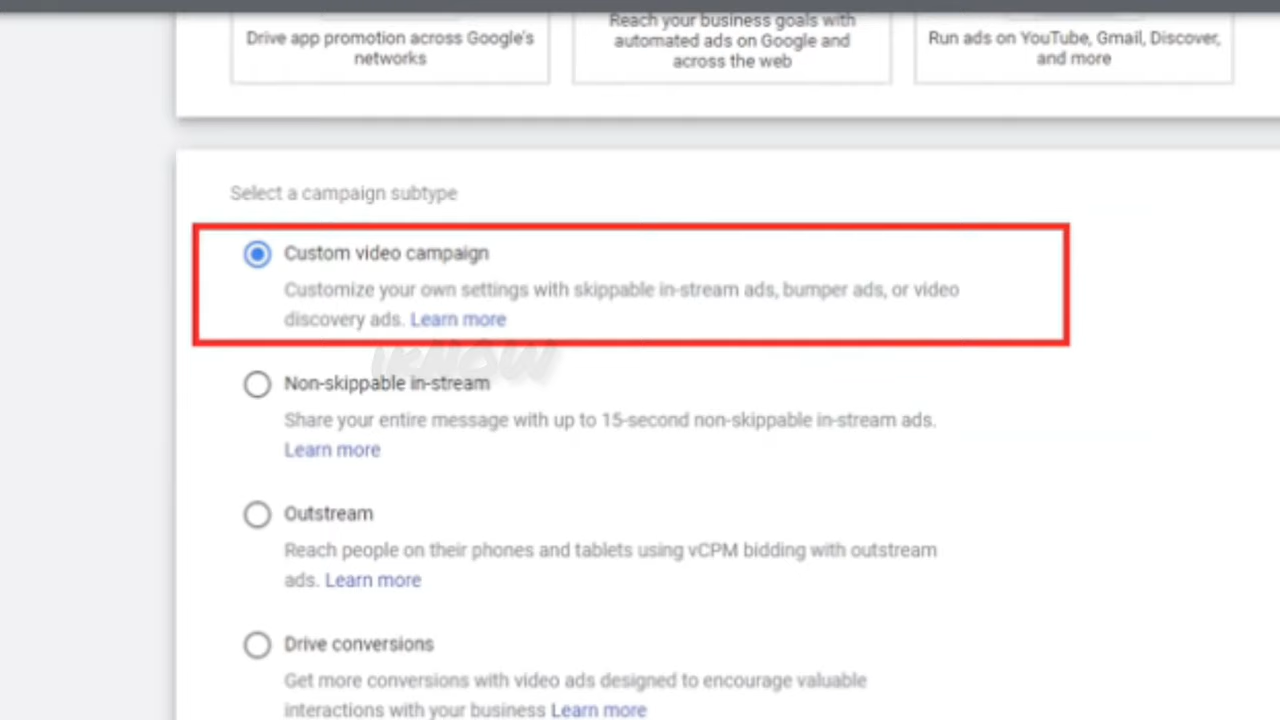 Drive app promotion across Google's
networks
Reach your business goals with
automated ads on Google and
across the web
Run ads on YouTube, Gmail, Discover,
and more
Select a campaign subtype
Custom video campaign
Customize your own settings with skippable in-stream ads, bumper ads, or video
discovery ads. Learn more
iKNOW
Non-skippable in-stream
Share your entire message with up to 15-second non-skippable in-stream ads.
Learn more
Outstream
Reach people on their phones and tablets using vCPM bidding with outstream
ads. Learn more
Drive conversions
Get more conversions with video ads designed to encourage valuable
interactions with your business Learn more